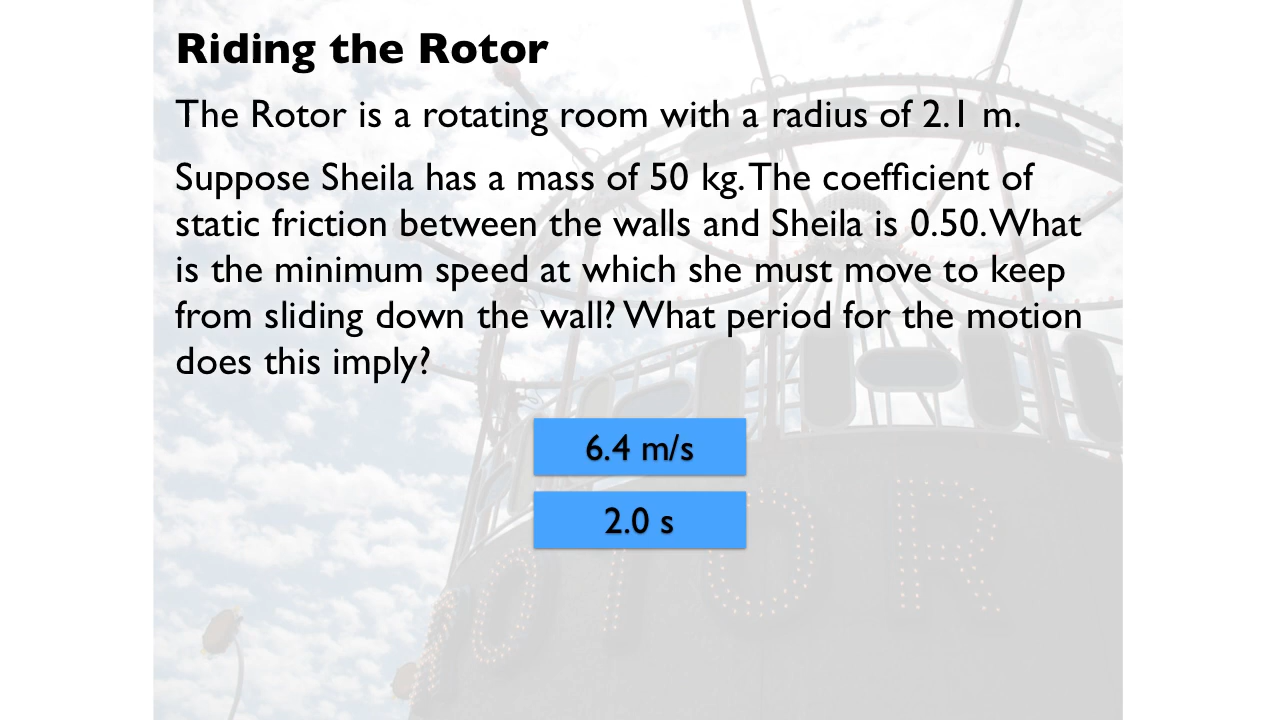 Riding the Rotor
The Rotor is a rotating room with a radius of 2.1 m.
Suppose Sheila has a mass of 50 kg. The coefficient of
static friction between the walls and Sheila is 0.50. What
is the minimum speed at which she must move to keep
from sliding down the wall? What period for the motion
does this imply?
6.4 m/s
2.0 s
ROTOR